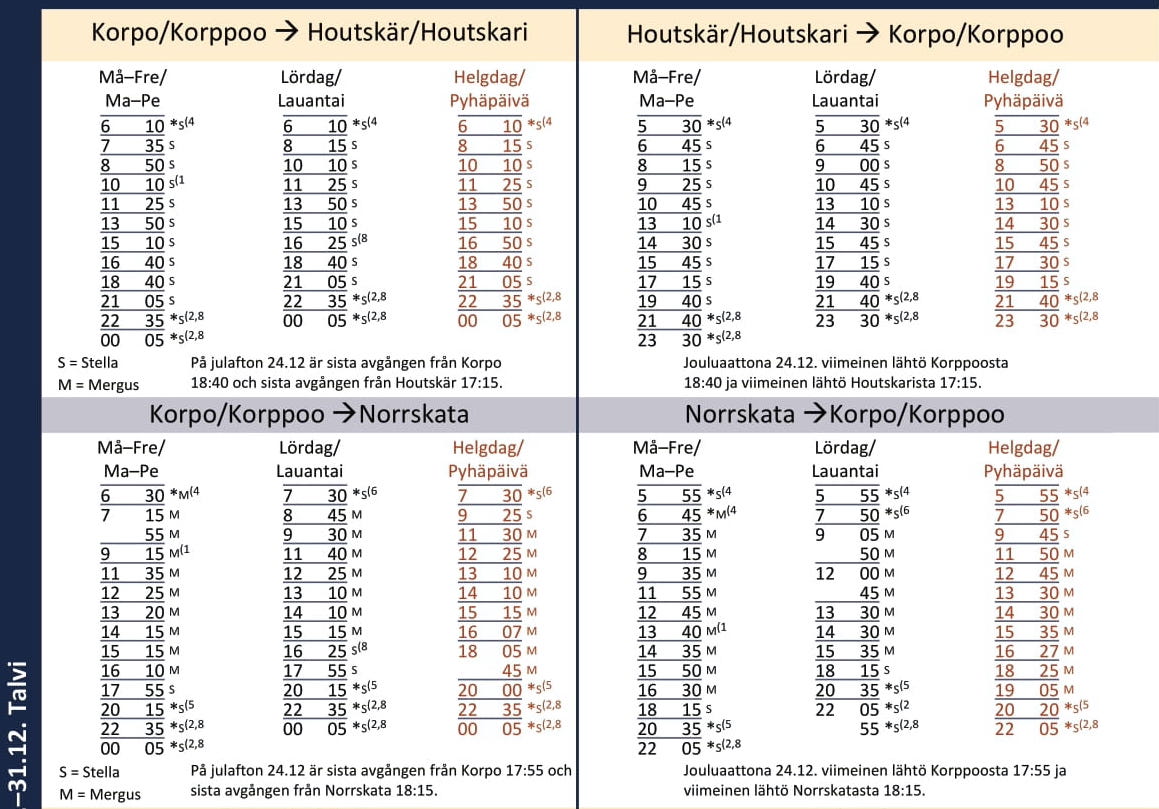 Korpo/Korppoo → Houtskär/Houtskari
Må–Fre/ Lördag/ Helgdag/
Ma–Pe Lauantai Pyhäpäivä
6 10 *s(4 6 10 *s(4 6 10 *s(4
7 35 s 8 15 s 8 15 s
8 50 s 10 10 s 10 10 s
10 10 s(1 11 25 s 11 25 s
11 25 s 13 50 s 13 50 s
13 50 s 15 10 s 15 10 s
15 10 s 16 25 s(8 16 50 s
16 40 s 18 40 s 18 40 s
18 40 s 21 05 s 21 05 s
21 05 s 22 35 *s(2,8 22 35 *s(2,8
22 35 *s(2,8 00 05 *s(2,8 00 05 *s(2,8
00 05 *s(2,8
S = Stella På julafton 24.12 är sista avgången från Korpo
M = Mergus 18:40 och sista avgången från Houtskär 17:15.
Houtskär/Houtskari → Korpo/Korppoo
Må–Fre/ Lördag/ Helgdag/
Ma–Pe Lauantai Pyhäpäivä
5 30 *s(4 5 30 *s(4 5 30 *s(4
6 45 s 6 45 s 6 45 s
8 15 s 9 00 s 8 50 s
9 25 s 10 45 s 10 45 s
10 45 s 13 10 s 13 10 s
13 10 s(1 14 30 s 14 30 s
14 30 s 15 45 s 15 45 s
15 45 s 17 15 s 17 30 s
17 15 s 19 40 s 19 15 s
19 40 s 21 40 *s(2,8 21 40 *s(2,8
21 40 *s(2,8 23 30 *s(2,8 23 30 *s(2,8
23 30 *s(2,8
Jouluaattona 24.12. viimeinen lähtö Korppoosta
18:40 ja viimeinen lähtö Houtskarista 17:15.
Korpo/Korppoo →Norrskata
Må–Fre/ Lördag/ Helgdag/
Ma–Pe Lauantai Pyhäpäivä
6 30 *M(4 7 30 *s(6 7 30 *s(6
7 15 M 8 45 M 9 25 s
55 M 9 30 M 11 30 M
9 15 M(1 11 40 M 12 25 M
11 35 M 12 25 M 13 10 M
12 25 M 13 10 M 14 10 M
13 20 M 14 10 M 15 15 M
14 15 M 15 15 M 16 07 M
15 15 M 16 25 s(8 18 05 M
16 10 M 17 55 s 45 M
17 55 s 20 15 *s(5 20 00 *s(5
20 15 *s(5 22 35 *s(2,8 22 35 *s(2,8
22 35 *s(2,8 00 05 *s(2,8 00 05 *s(2,8
00 05 *s(2,8
S = Stella På julafton 24.12 är sista avgången från Korpo 17:55 och
M = Mergus sista avgången från Norrskata 18:15.
Norrskata →Korpo/Korppoo
Må–Fre/ Lördag/ Helgdag/
Ma–Pe Lauantai Pyhäpäivä
5 55 *s(4 5 55 *s(4 5 55 *s(4
6 45 *M(4 7 50 *s(6 7 50 *s(6
7 35 M 9 05 M 9 45 s
8 15 M 50 M 11 50 M
9 35 M 12 00 M 12 45 M
11 55 M 45 M 13 30 M
12 45 M 13 30 M 14 30 M
13 40 M(1 14 30 M 15 35 M
14 35 M 15 35 M 16 27 M
15 50 M 18 15 s 18 25 M
16 30 M 20 35 *s(5 19 05 M
18 15 s 22 05 *s(2 20 20 *s(5
20 35 *s(5 55 *s(2,8 22 05 *s(2,8
22 05 *s(2,8
Jouluaattona 24.12. viimeinen lähtö Korppoosta 17:55 ja
viimeinen lähtö Norrskatasta 18:15.
–31.12. Talvi